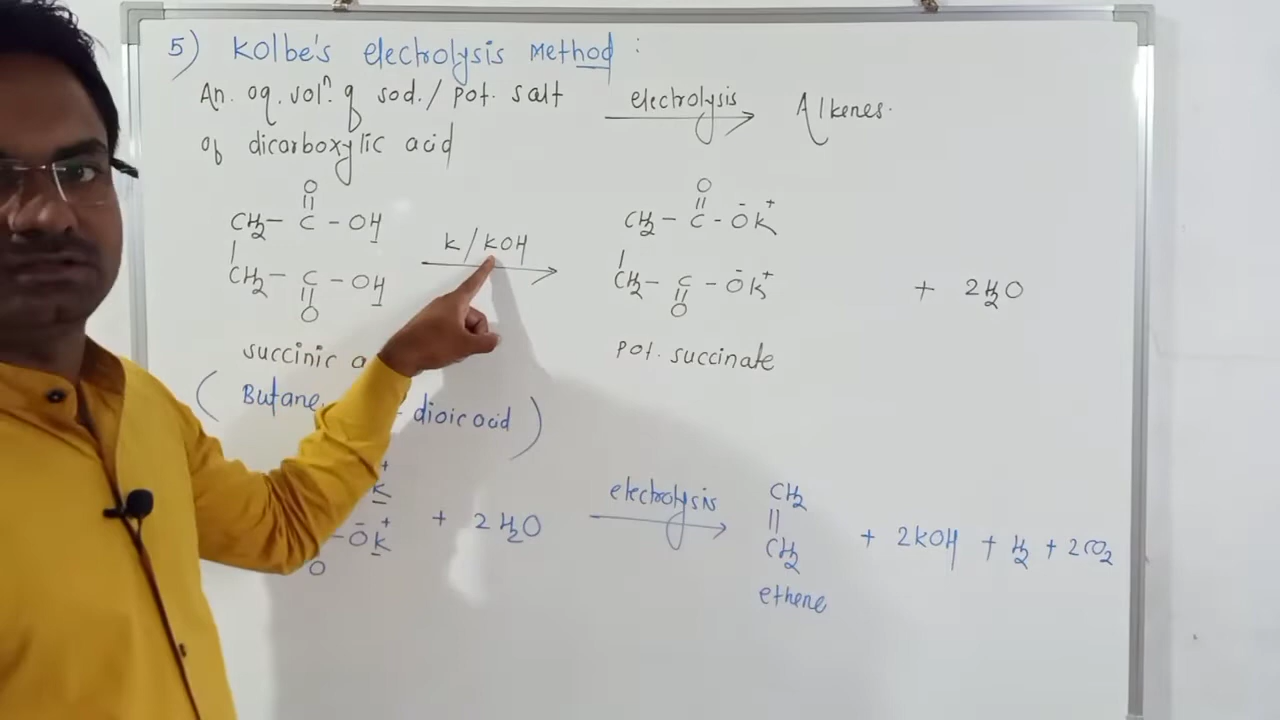 5) Kolbe's electrolysis Method :
An. aq. solⁿ. of sod. / pot. salt
of dicarboxylic acid
electrolysis
Alkenes.
O
||
CH₂ – C – OH
|
CH₂ – C – OH
||
O
succinic a
( Butane, dioic acid )
K / KOH
O
||
CH₂ – C – O⁻ K⁺
|
CH₂ – C – O⁻ K⁺
||
O
pot. succinate
+ 2H₂O
K⁺
– O⁻ K⁺
O
+ 2H₂O
electrolysis
CH₂
||
CH₂
ethene
+ 2KOH + H₂ + 2CO₂